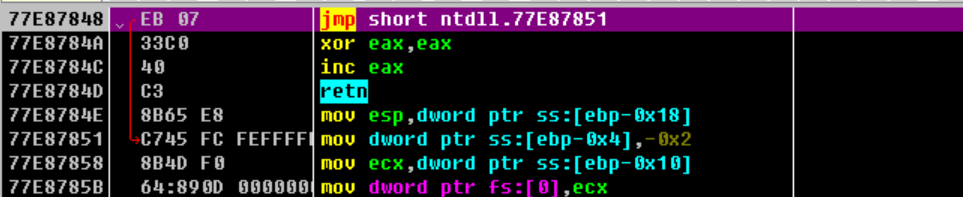 77E87848 EB 07 jmp short ntdll.77E87851
77E8784A 33C0 xor eax,eax
77E8784C 40 inc eax
77E8784D C3 retn
77E8784E 8B65 E8 mov esp,dword ptr ss:[ebp-0x18]
77E87851 C745 FC FEFFFFF mov dword ptr ss:[ebp-0x4],-0x2
77E87858 8B4D F0 mov ecx,dword ptr ss:[ebp-0x10]
77E8785B 64:890D 0000000 mov dword ptr fs:[0],ecx